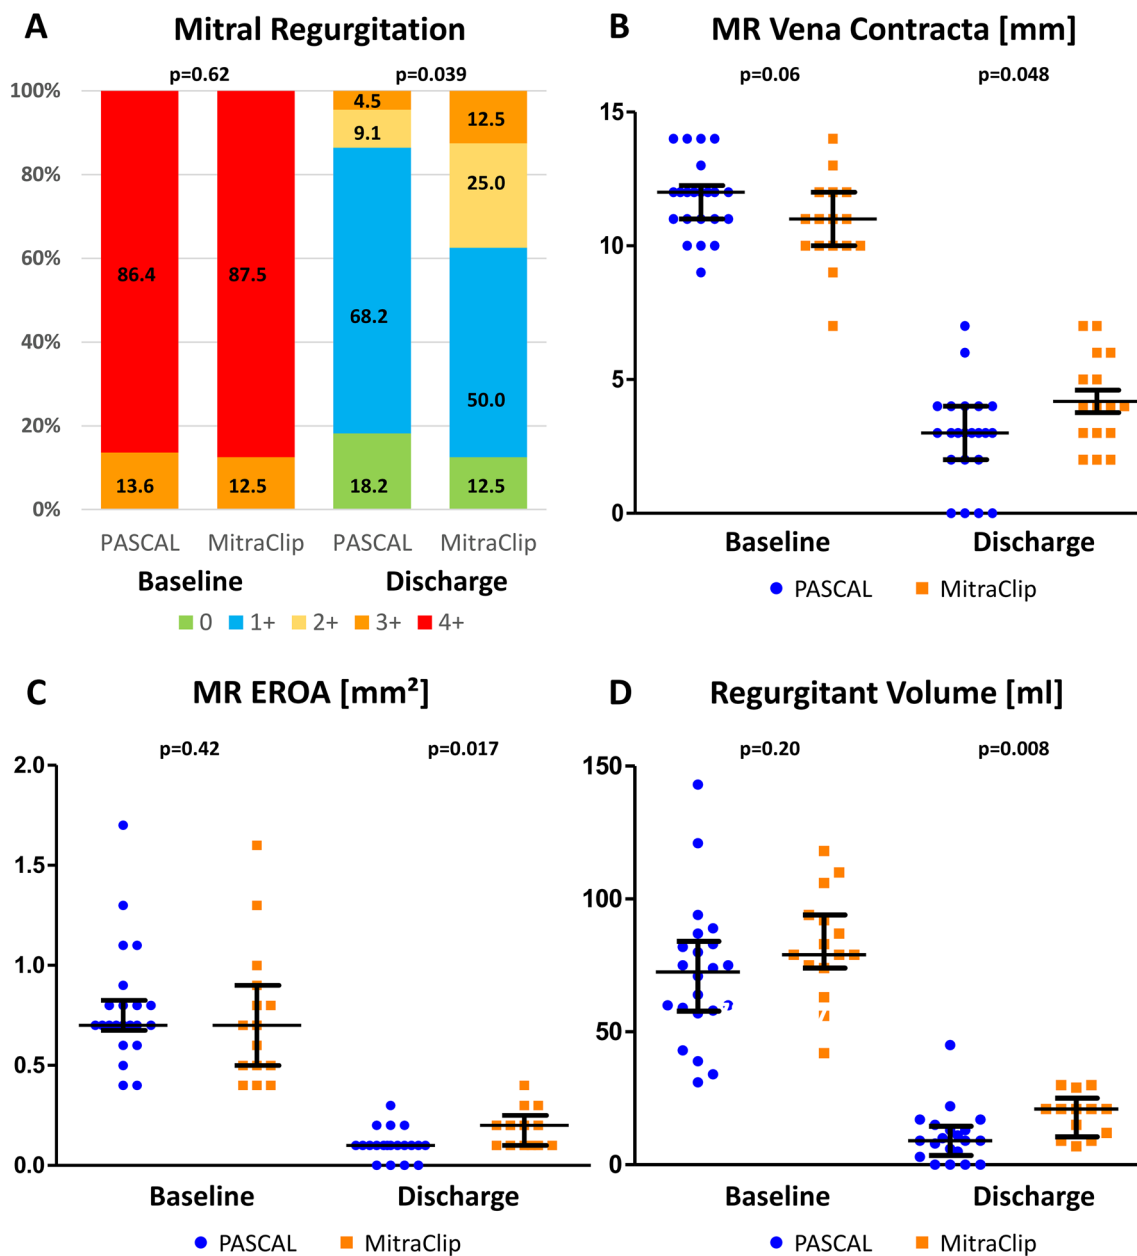 A Mitral Regurgitation
p=0.62 p=0.039
100%
80%
60%
40%
20%
0%
86.4
13.6
87.5
12.5
4.5
9.1
68.2
18.2
12.5
25.0
50.0
12.5
PASCAL MitraClip PASCAL MitraClip
Baseline Discharge
0 1+ 2+ 3+ 4+
B MR Vena Contracta [mm]
p=0.06 p=0.048
15
10
5
0
Baseline Discharge
PASCAL MitraClip
C MR EROA [mm²]
p=0.42 p=0.017
2.0
1.5
1.0
0.5
0.0
Baseline Discharge
PASCAL MitraClip
D Regurgitant Volume [ml]
p=0.20 p=0.008
150
100
50
0
Baseline Discharge
PASCAL MitraClip